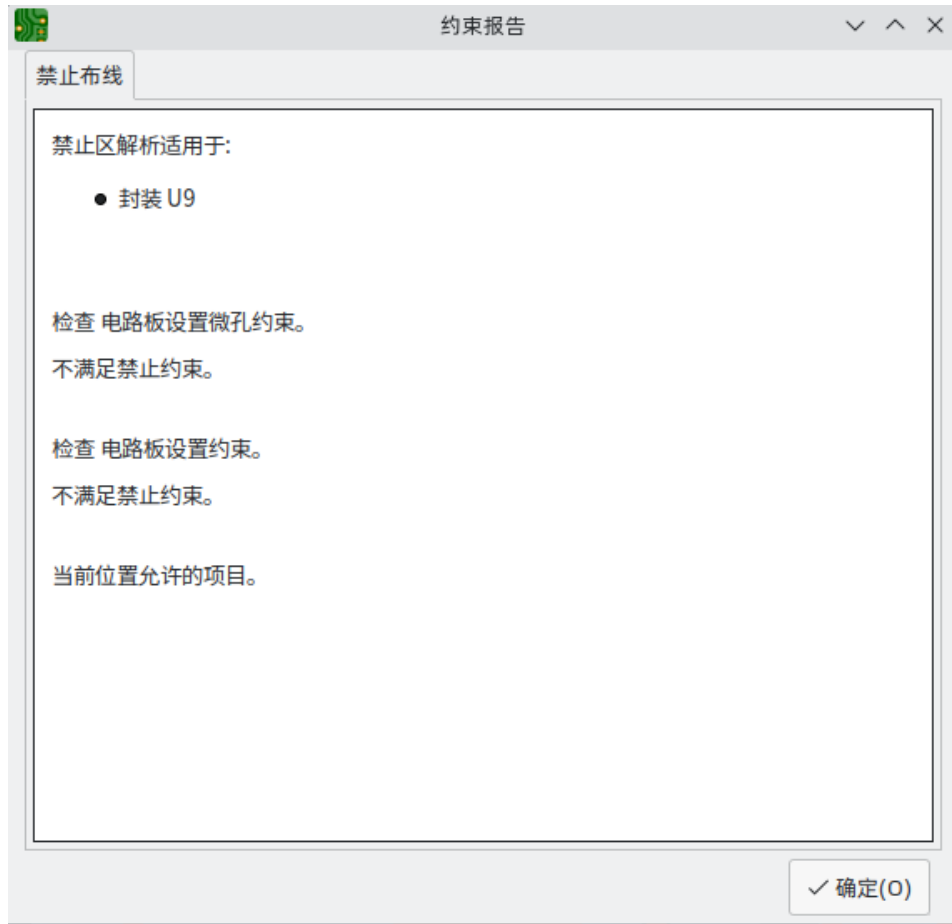 约束报告
禁止布线
禁止区解析适用于:
● 封装 U9
检查 电路板设置微孔约束。
不满足禁止约束。
检查 电路板设置约束。
不满足禁止约束。
当前位置允许的项目。
确定(O)